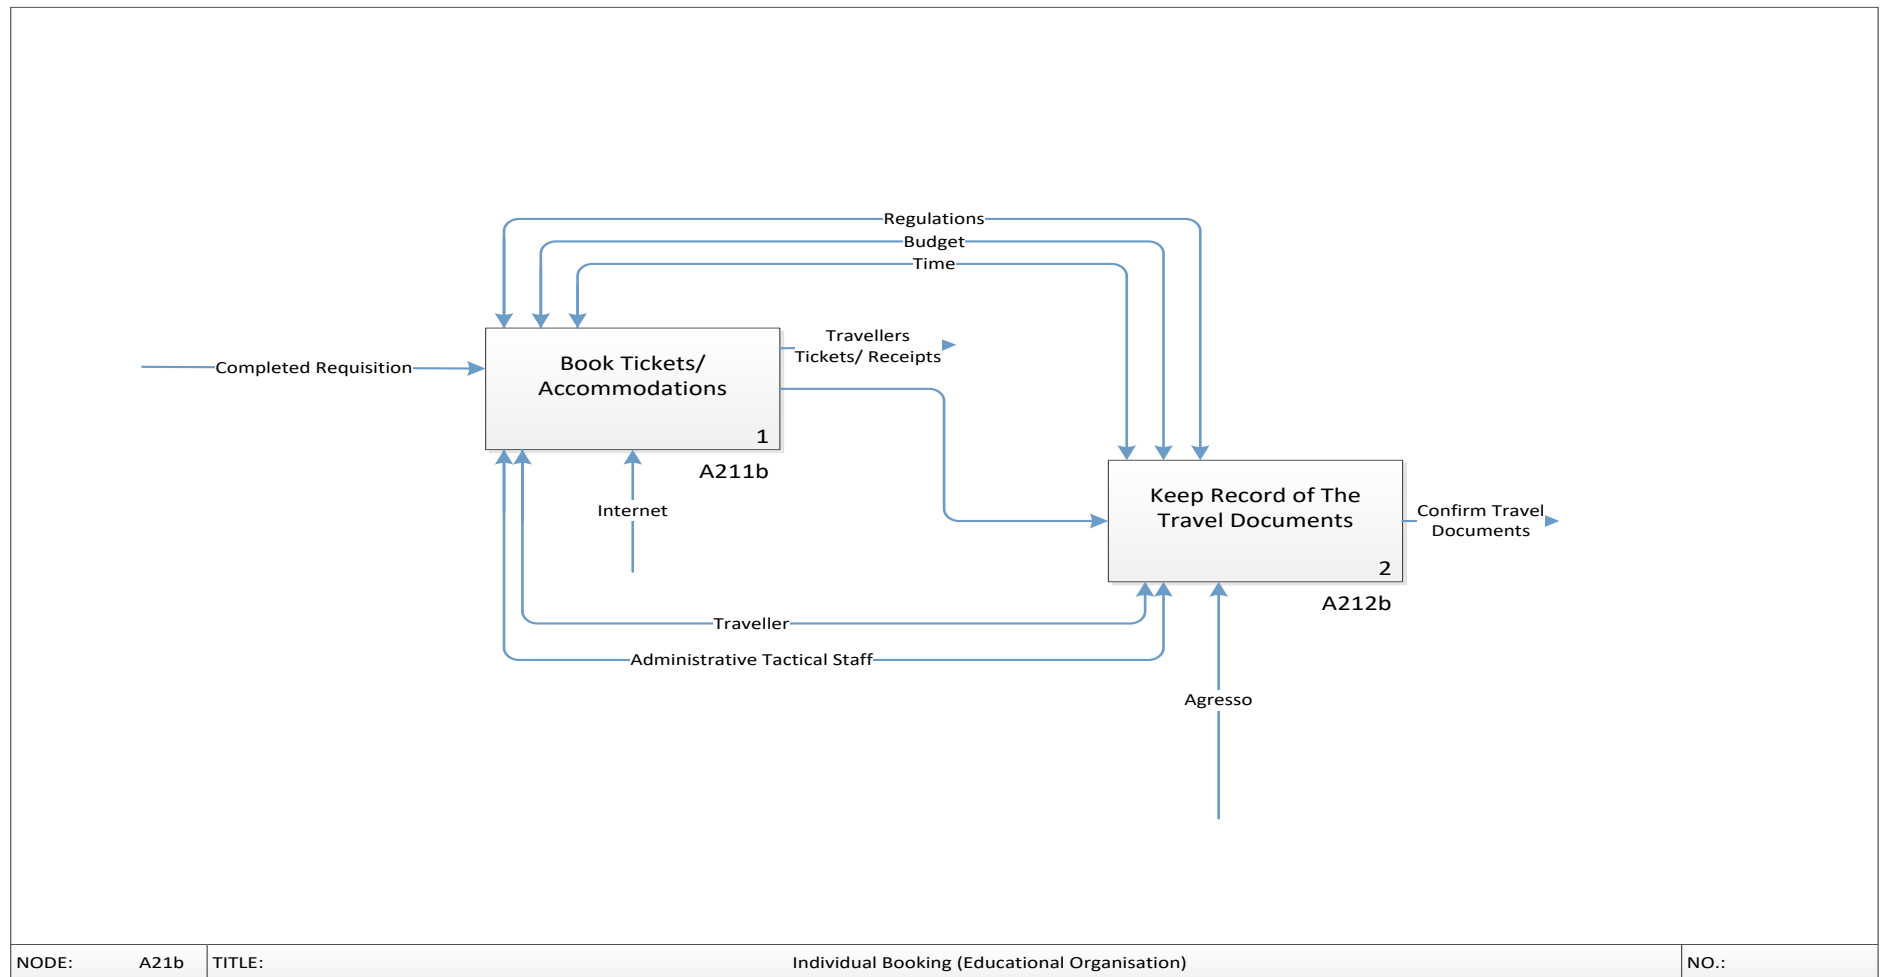 Regulations
Budget
Time
Travellers
Tickets/ Receipts
Completed Requisition
Book Tickets/
Accommodations
1
A211b
Internet
Keep Record of The
Travel Documents
2
A212b
Confirm Travel
Documents
Traveller
Administrative Tactical Staff
Agresso
NODE: A21b TITLE: Individual Booking (Educational Organisation) NO.: